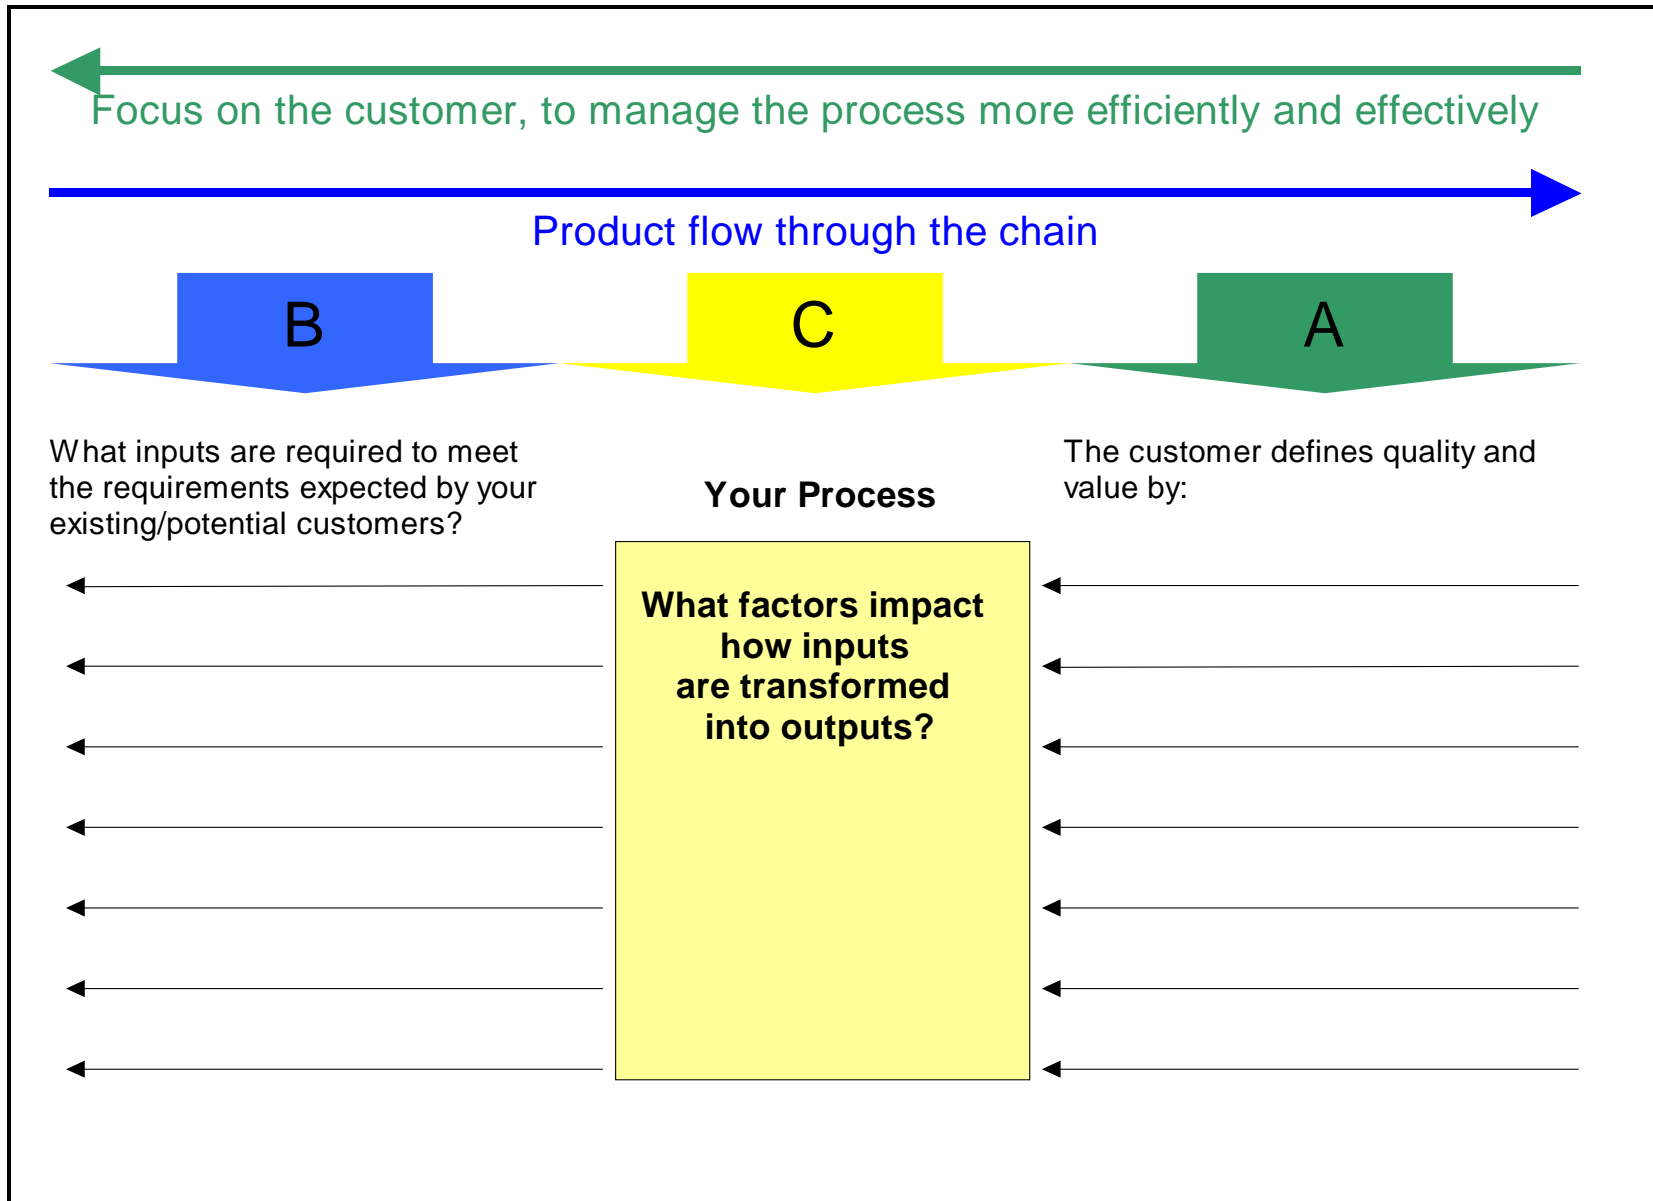 Focus on the customer, to manage the process more efficiently and effectively
Product flow through the chain
B
C
A
What inputs are required to meet
the requirements expected by your
existing/potential customers?
Your Process
What factors impact
how inputs
are transformed
into outputs?
The customer defines quality and
value by: